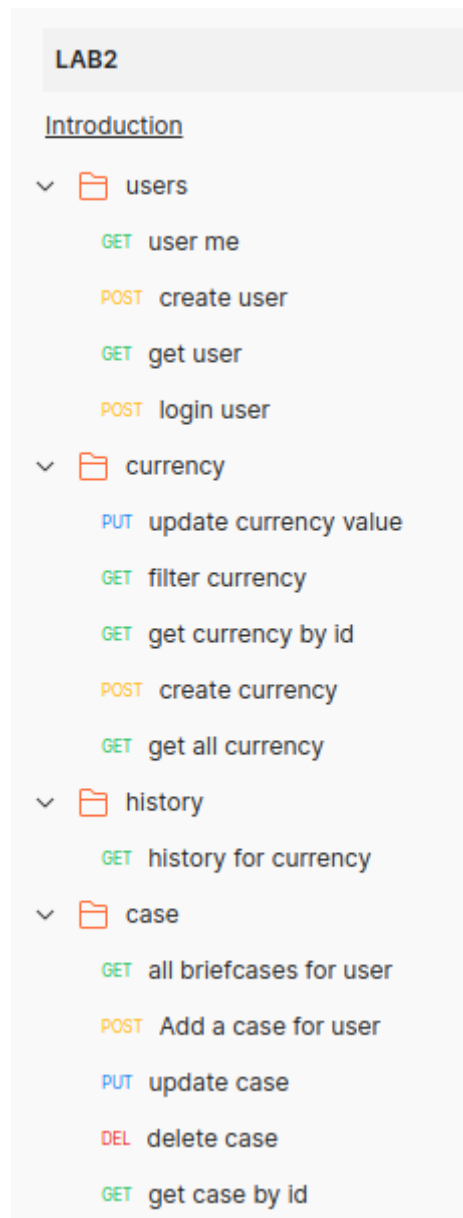 LAB2
Introduction
users
GET user me
POST create user
GET get user
POST login user
currency
PUT update currency value
GET filter currency
GET get currency by id
POST create currency
GET get all currency
history
GET history for currency
case
GET all briefcases for user
POST Add a case for user
PUT update case
DEL delete case
GET get case by id